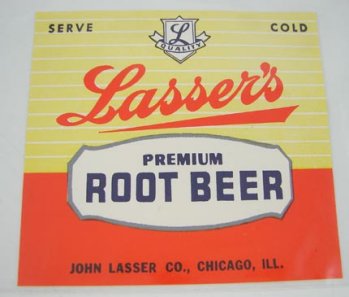 SERVE COLD
L
QUALITY
Lasser's
PREMIUM
ROOT BEER
JOHN LASSER CO., CHICAGO, ILL.